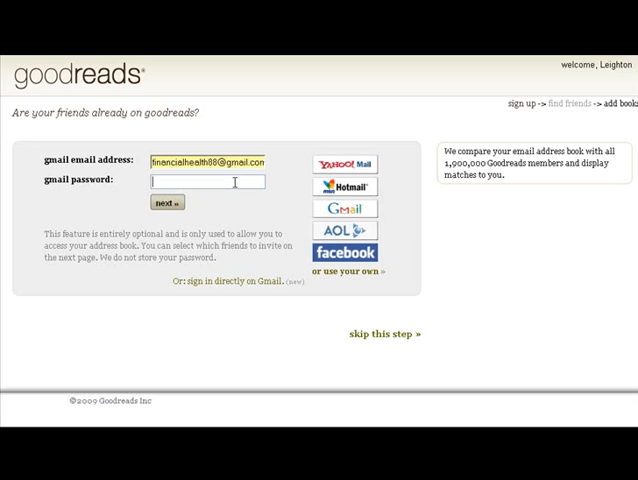 goodreads®
welcome, Leighton
sign up -> find friends -> add books
Are your friends already on goodreads?
gmail email address: financialhealth88@gmail.com
gmail password:
next »
This feature is entirely optional and is only used to allow you to
access your address book. You can select which friends to invite on
the next page. We do not store your password.
Or: sign in directly on Gmail. (new)
YAHOO! Mail
msn Hotmail
Gmail
AOL
facebook
or use your own »
We compare your email address book with all
1,900,000 Goodreads members and display
matches to you.
skip this step »
©2009 Goodreads Inc